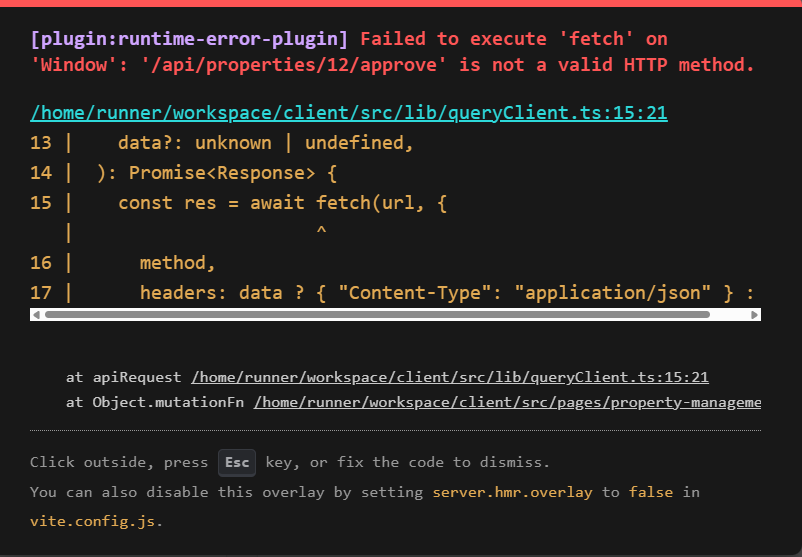 [plugin:runtime-error-plugin] Failed to execute 'fetch' on
'Window': '/api/properties/12/approve' is not a valid HTTP method.
/home/runner/workspace/client/src/lib/queryClient.ts:15:21
13 |    data?: unknown | undefined,
14 |  ): Promise<Response> {
15 |    const res = await fetch(url, {
   |                      ^
16 |      method,
17 |      headers: data ? { "Content-Type": "application/json" } :
at apiRequest /home/runner/workspace/client/src/lib/queryClient.ts:15:21
at Object.mutationFn /home/runner/workspace/client/src/pages/property-manageme
Click outside, press Esc key, or fix the code to dismiss.
You can also disable this overlay by setting server.hmr.overlay to false in
vite.config.js.